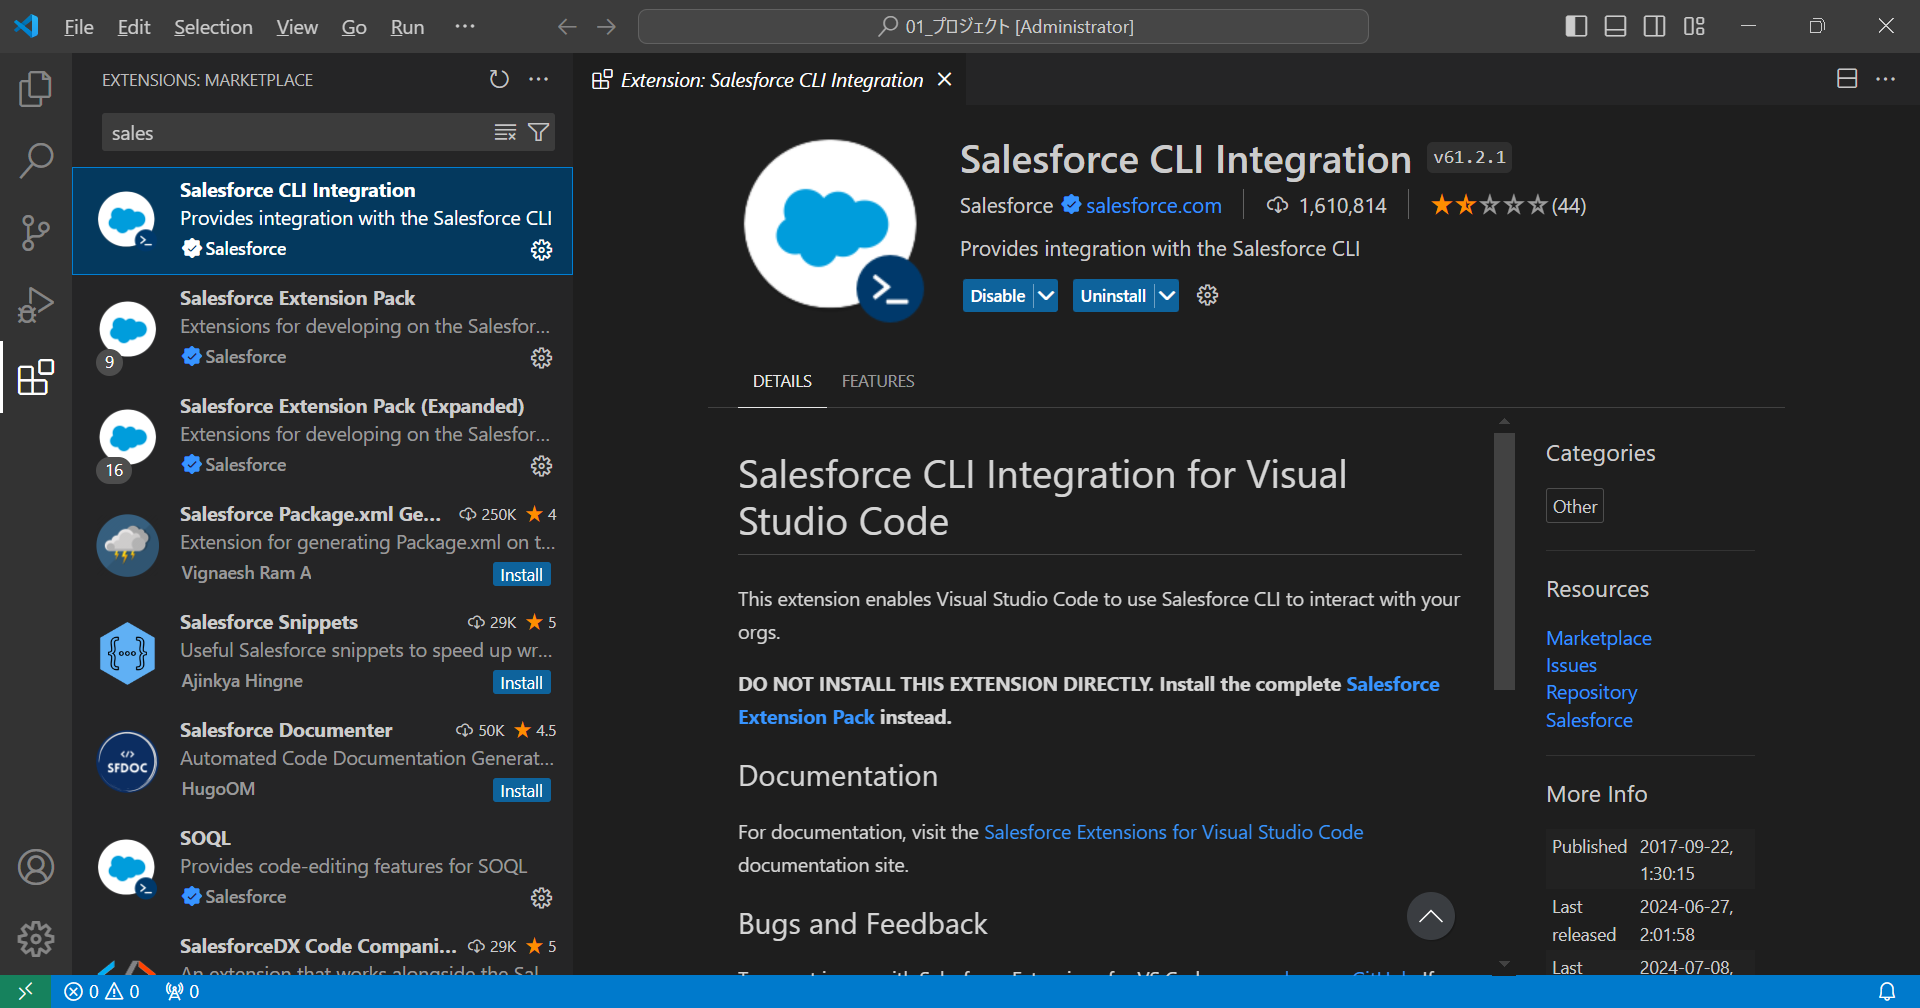 File Edit Selection View Go Run ···
01_プロジェクト [Administrator]
EXTENSIONS: MARKETPLACE
sales
Salesforce CLI Integration
Provides integration with the Salesforce CLI
Salesforce
Salesforce Extension Pack
Extensions for developing on the Salesfor...
Salesforce
9
Salesforce Extension Pack (Expanded)
Extensions for developing on the Salesfor...
Salesforce
16
Salesforce Package.xml Ge... 250K 4
Extension for generating Package.xml on t...
Vignaesh Ram A
Install
Salesforce Snippets 29K 5
Useful Salesforce snippets to speed up wr...
Ajinkya Hingne
Install
Salesforce Documenter 50K 4.5
Automated Code Documentation Generat...
SFDOC
HugoOM
Install
SOQL
Provides code-editing features for SOQL
Salesforce
SalesforceDX Code Compani... 29K 5
An extension that works alongside the Sal
Extension: Salesforce CLI Integration
Salesforce CLI Integration v61.2.1
Salesforce salesforce.com 1,610,814 (44)
Provides integration with the Salesforce CLI
Disable Uninstall
DETAILS FEATURES
Salesforce CLI Integration for Visual
Studio Code
This extension enables Visual Studio Code to use Salesforce CLI to interact with your
orgs.
DO NOT INSTALL THIS EXTENSION DIRECTLY. Install the complete Salesforce
Extension Pack instead.
Documentation
For documentation, visit the Salesforce Extensions for Visual Studio Code
documentation site.
Bugs and Feedback
Categories
Other
Resources
Marketplace
Issues
Repository
Salesforce
More Info
Published 2017-09-22,
1:30:15
Last 2024-06-27,
released 2:01:58
Last 2024-07-08,
0 0 0